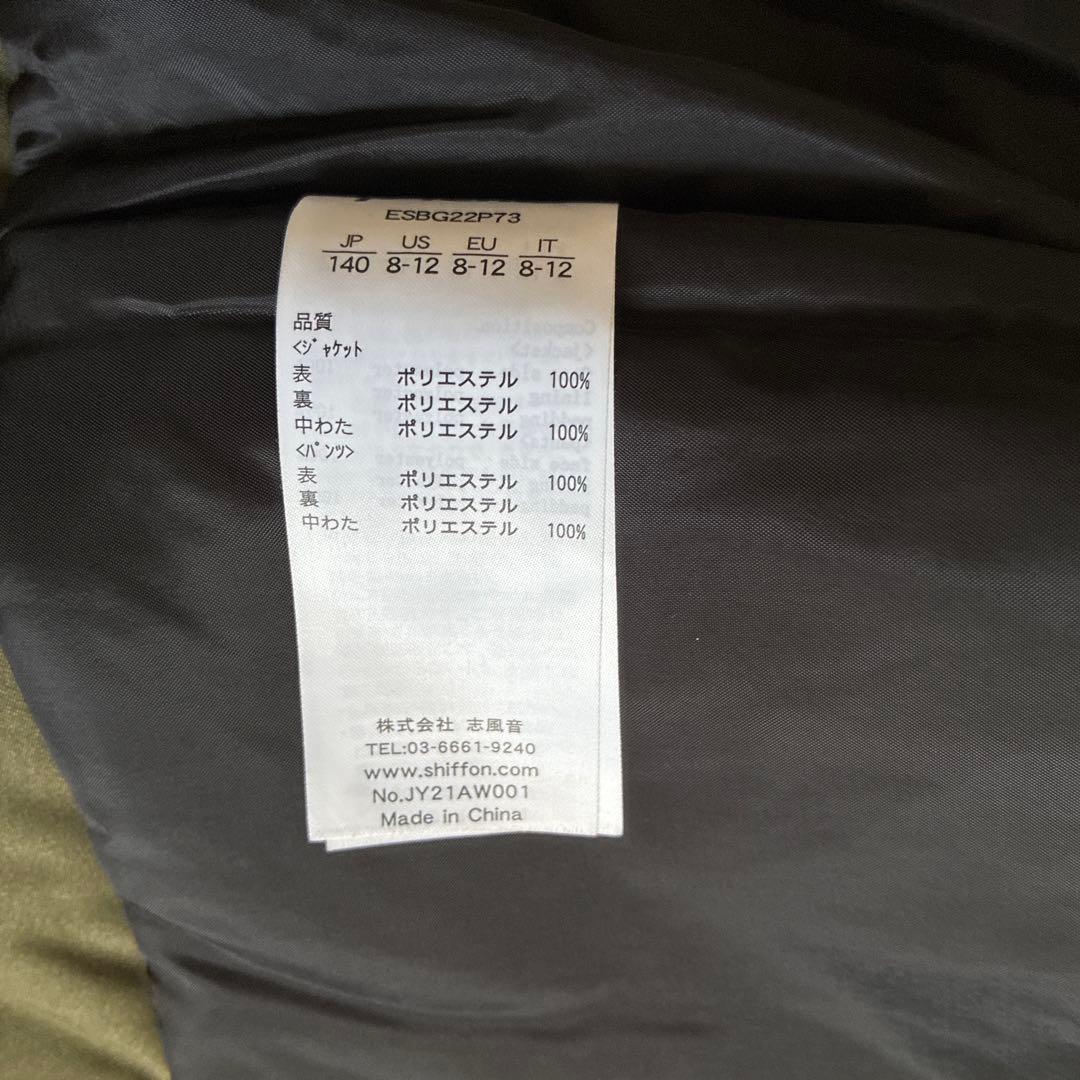 ESBG22P73
JP US EU IT
140 8-12 8-12 8-12
品質
<ｼﾞｬｹｯﾄ
表 ポリエステル 100%
裏 ポリエステル
中わた ポリエステル 100%
<ﾊﾟﾝﾂ>
表 ポリエステル 100%
裏 ポリエステル
中わた ポリエステル 100%
株式会社 志風音
TEL:03-6661-9240
www.shiffon.com
No.JY21AW001
Made in China